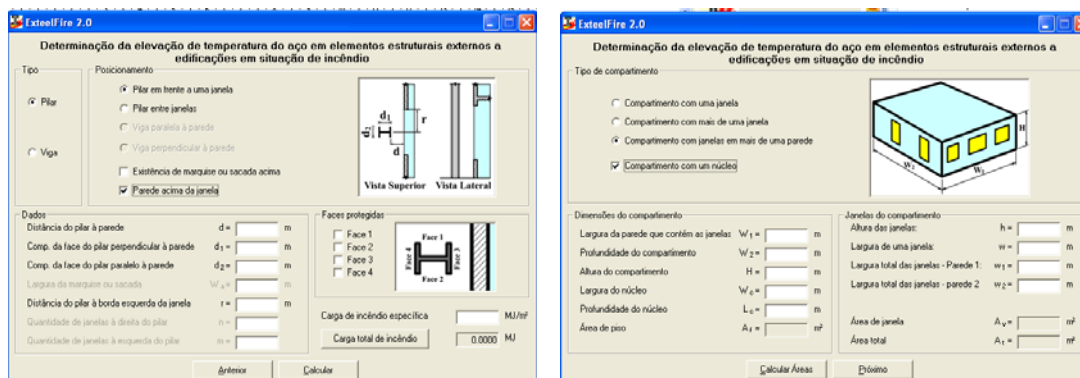 ExteelFire 2.0
Determinação da elevação de temperatura do aço em elementos estruturais externos a
edificações em situação de incêndio
Tipo
Pilar
Viga
Posicionamento
Pilar em frente a uma janela
Pilar entre janelas
Viga paralela à parede
Viga perpendicular à parede
Existência de marquise ou sacada acima
Parede acima da janela
d1
d2
r
d
Vista Superior Vista Lateral
Dados
Distância do pilar à parede d = m
Comp. da face do pilar perpendicular à parede d1 = m
Comp. da face do pilar paralelo à parede d2 = m
Largura da marquise ou sacada m
Distância do pilar à borda esquerda da janela r = m
Quantidade de janelas à direita do pilar n =
Quantidade de janelas à esquerda do pilar m =
Faces protegidas
Face 1
Face 2
Face 3
Face 4
Face 1
Face 4
Face 3
Face 2
Carga de incêndio específica MJ/m²
Carga total de incêndio 0.0000 MJ
Anterior Calcular
ExteelFire 2.0
Determinação da elevação de temperatura do aço em elementos estruturais externos a
edificações em situação de incêndio
Tipo de compartimento
Compartimento com uma janela
Compartimento com mais de uma janela
Compartimento com janelas em mais de uma parede
Compartimento com um núcleo
H
W2
W1
Dimensões do compartimento
Largura da parede que contém as janelas W1 = m
Profundidade do compartimento W2 = m
Altura do compartimento H = m
Largura do núcleo Wc = m
Profundidade do núcleo Lc = m
Área de piso Af = m²
Janelas do compartimento
Altura das janelas: h = m
Largura de uma janela: w = m
Largura total das janelas - Parede 1: w1 = m
Largura total das janelas - parede 2 w2 = m
Área de janela Av = m²
Área total At = m²
Calcular Áreas Próximo